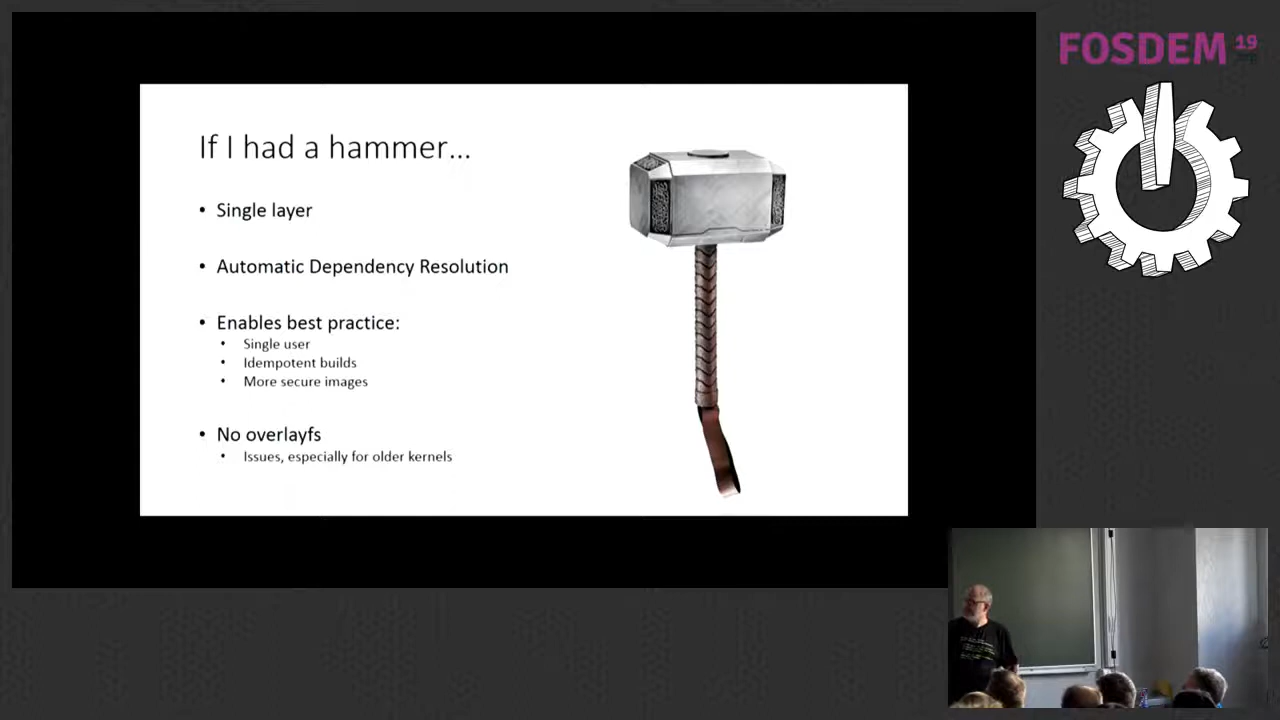 FOSDEM 19
If I had a hammer...
• Single layer
• Automatic Dependency Resolution
• Enables best practice:
• Single user
• Idempotent builds
• More secure images
• No overlayfs
• Issues, especially for older kernels